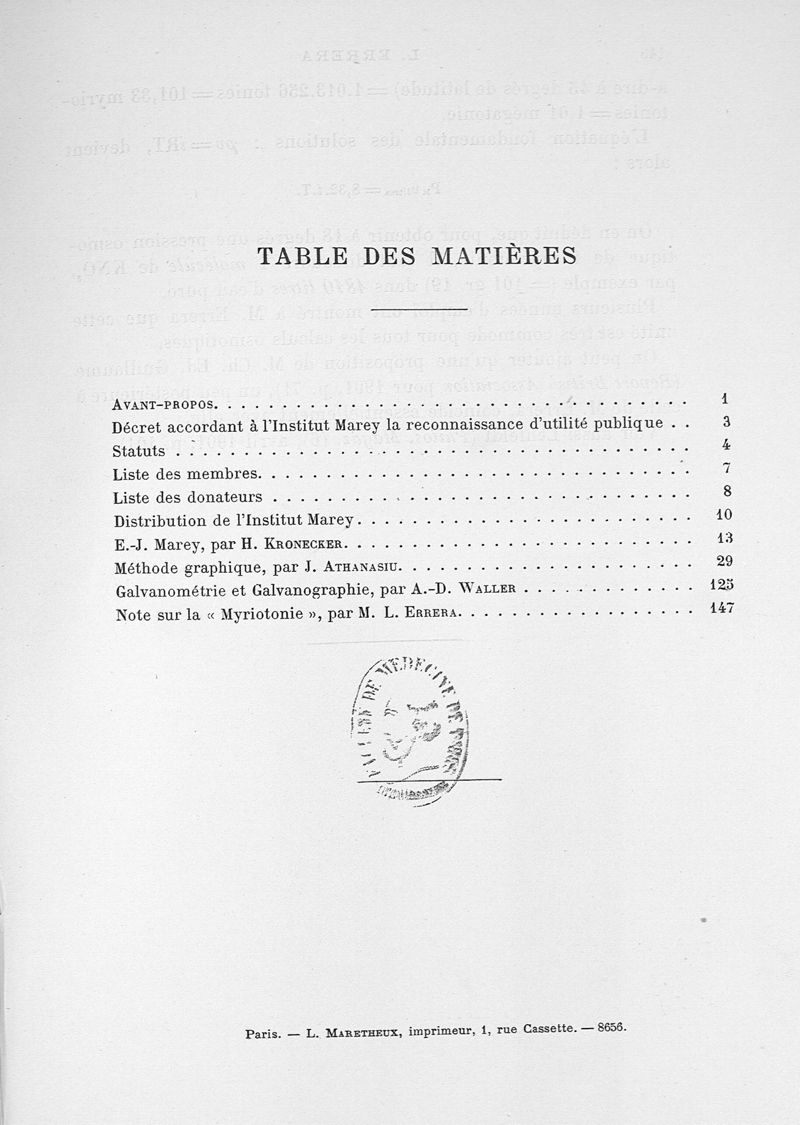 TABLE DES MATIÈRES
AVANT-PROPOS. . . . . . . . . . . . . . . . . . . . . . . . . . . . . . . . 1
Décret accordant à l'Institut Marey la reconnaissance d'utilité publique . . 3
Statuts . . . . . . . . . . . . . . . . . . . . . . . . . . . . . . . . . . . 4
Liste des membres. . . . . . . . . . . . . . . . . . . . . . . . . . . . . 7
Liste des donateurs . . . . . . . . . . . . . . . . . . . . . . . . . . . . 8
Distribution de l'Institut Marey. . . . . . . . . . . . . . . . . . . . . . 10
E.-J. Marey, par H. KRONECKER. . . . . . . . . . . . . . . . . . . . . . . 13
Méthode graphique, par J. ATHANASIU. . . . . . . . . . . . . . . . . . . . 29
Galvanométrie et Galvanographie, par A.-D. WALLER . . . . . . . . . . . . 125
Note sur la « Myriotonie », par M. L. ERRERA. . . . . . . . . . . . . . . . 147
DE MEDECINE DE
Paris. — L. MARETHEUX, imprimeur, 1, rue Cassette. — 8656.